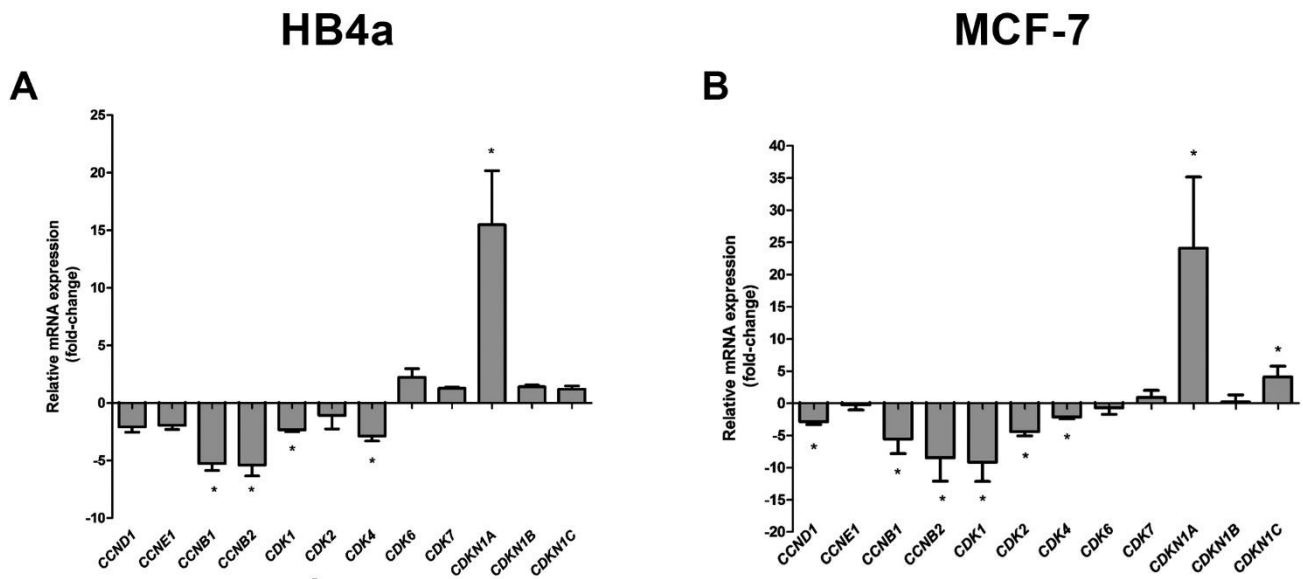 HB4a
MCF-7
A
B
Relative mRNA expression
(fold-change)
25
20
15
10
5
0
-5
-10
*
*
*
*
*
CCND1
CCNE1
CCNB1
CCNB2
CDK1
CDK2
CDK4
CDK6
CDK7
CDKN1A
CDKN1B
CDKN1C
Relative mRNA expression
(fold-change)
40
35
30
25
20
15
10
5
0
-5
-10
-15
-20
*
*
*
*
*
*
*
*
CCND1
CCNE1
CCNB1
CCNB2
CDK1
CDK2
CDK4
CDK6
CDK7
CDKN1A
CDKN1B
CDKN1C